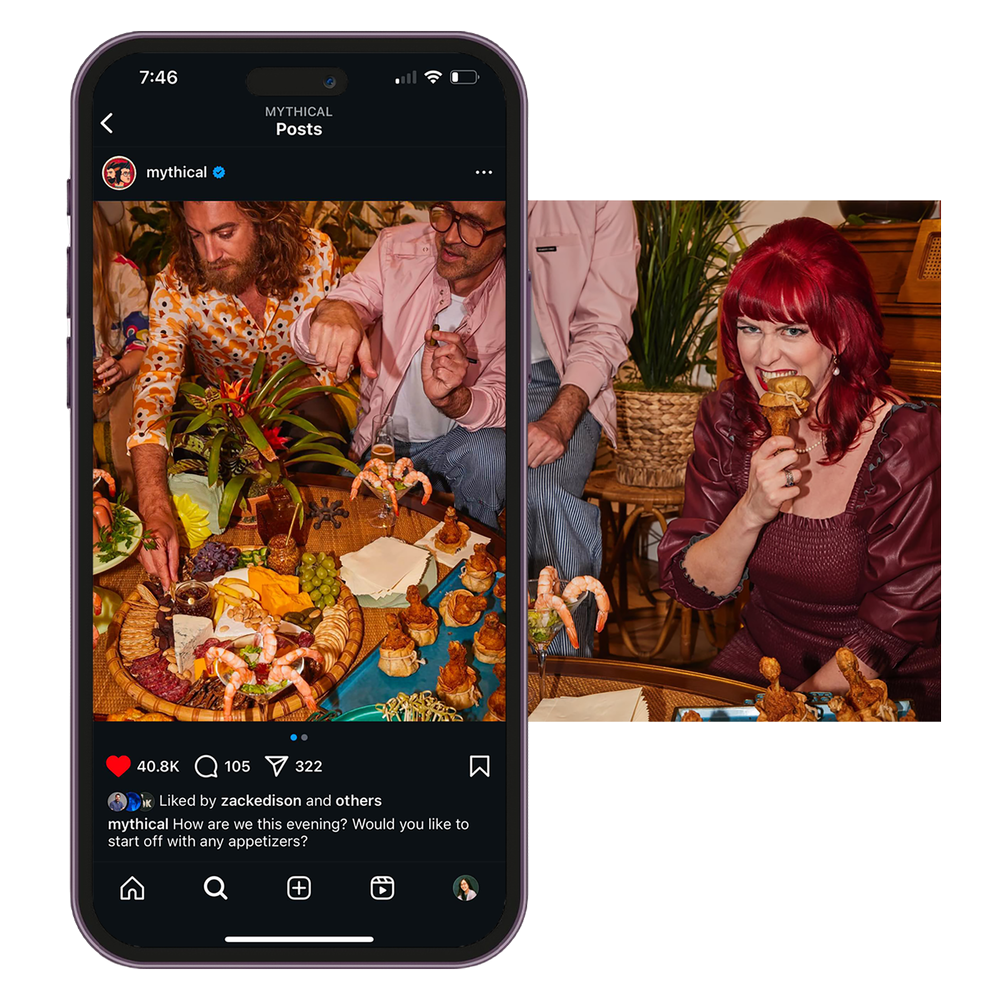 7:46
MYTHICAL
Posts
mythical
40.8K 105 322
Liked by zackedison and others
mythical How are we this evening? Would you like to
start off with any appetizers?